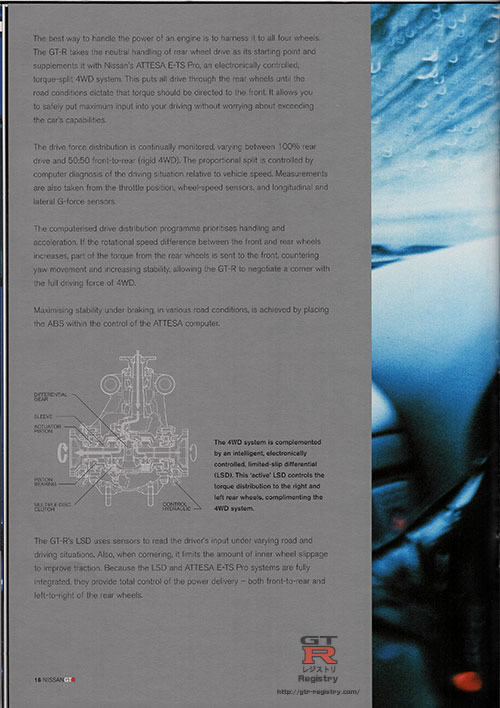 The best way to handle the power of an engine is to harness it to all four wheels.
The GT-R takes the neutral handling of rear wheel drive as its starting point and
supplements it with Nissan's ATTESA E-TS Pro, an electronically controlled,
torque-split 4WD system. This puts all drive through the rear wheels until the
road conditions dictate that torque should be directed to the front. It allows you
to safely put maximum input into your driving without worrying about exceeding
the car's capabilities.
The drive force distribution is continually monitored, varying between 100% rear
drive and 50:50 front-to-rear (rigid 4WD). The proportional split is controlled by
computer diagnosis of the driving situation relative to vehicle speed. Measurements
are also taken from the throttle position, wheel-speed sensors, and longitudinal and
lateral G-force sensors.
The computerised drive distribution programme prioritises handling and
acceleration. If the rotational speed difference between the front and rear wheels
increases, part of the torque from the rear wheels is sent to the front, countering
yaw movement and increasing stability, allowing the GT-R to negotiate a corner with
the full driving force of 4WD.
Maximising stability under braking, in various road conditions, is achieved by placing
the ABS within the control of the ATTESA computer.
DIFFERENTIAL
GEAR
SLEEVE
ACTUATOR
PISTON
PISTON
BEARING
MULTIPLE DISC
CLUTCH
CONTROL
HYDRAULIC
The 4WD system is complemented
by an intelligent, electronically
controlled, limited-slip differential
(LSD). This 'active' LSD controls the
torque distribution to the right and
left rear wheels, complimenting the
4WD system.
The GT-R's LSD uses sensors to read the driver's input under varying road and
driving situations. Also, when cornering, it limits the amount of inner wheel slippage
to improve traction. Because the LSD and ATTESA E-TS Pro systems are fully
integrated, they provide total control of the power delivery – both front-to-rear and
left-to-right of the rear wheels.
16 NISSANGTR
GT
R
レジストリ
Registry
http://gtr-registry.com/